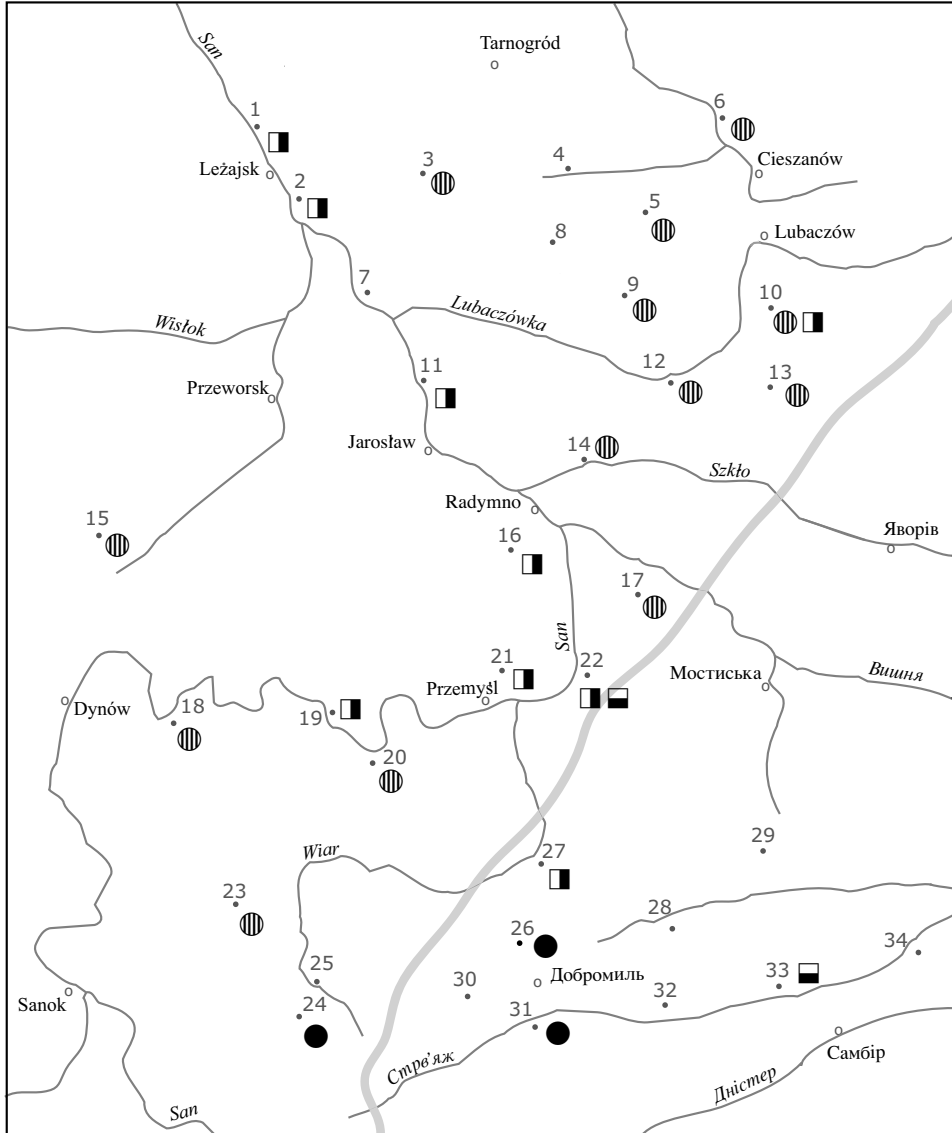 San
Tarnogród
1
6
Leżajsk
3
4
Cieszanów
2
5
8
Lubaczów
7
9
10
Wisłok
Lubaczówka
11
12
13
Przeworsk
Jarosław
14
Szkło
Radymno
15
16
Яворів
17
San
21
22
Przemyśl
Мостиська
Вишня
Dynów
18
19
20
Wiar
27
29
23
28
26
34
25
30
Добромиль
33
Sanok
24
31
32
Стрв’яж
Самбір
Дністер
San